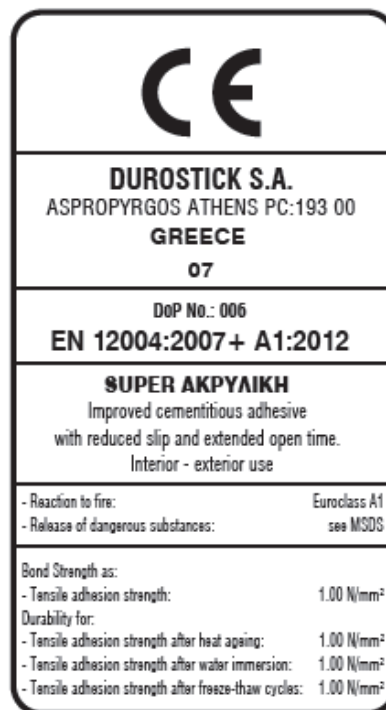 CE
DUROSTICK S.A.
ASPROPYRGOS ATHENS PC:193 00
GREECE
07
DoP No.: 006
EN 12004:2007+ A1:2012
SUPER ΑΚΡΥΛΙΚΗ
Improved cementitious adhesive
with reduced slip and extended open time.
Interior - exterior use
- Reaction to fire: Euroclass A1
- Release of dangerous substances: see MSDS
Bond Strength as:
- Tensile adhesion strength: 1.00 N/mm²
Durability for:
- Tensile adhesion strength after heat ageing: 1.00 N/mm²
- Tensile adhesion strength after water immersion: 1.00 N/mm²
- Tensile adhesion strength after freeze-thaw cycles: 1.00 N/mm²